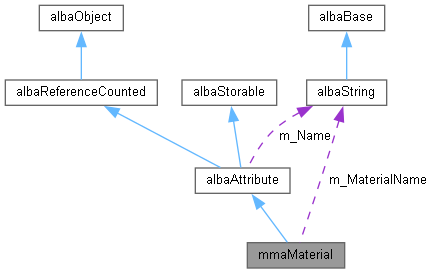 albaObject
albaBase
albaReferenceCounted
albaStorable
albaString
m_Name
albaAttribute
m_MaterialName
mmaMaterial